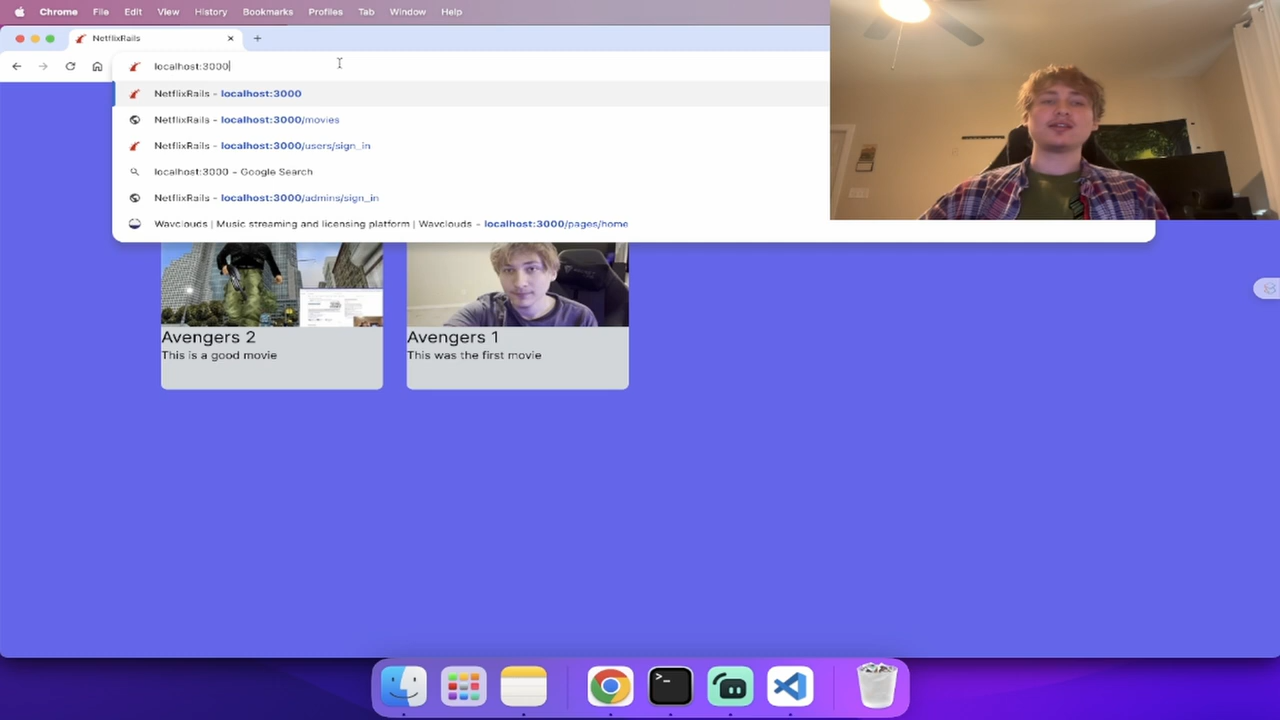 Chrome File Edit View History Bookmarks Profiles Tab Window Help
NetflixRails
localhost:3000
NetflixRails - localhost:3000
NetflixRails - localhost:3000/movies
NetflixRails - localhost:3000/users/sign_in
localhost:3000 - Google Search
NetflixRails - localhost:3000/admins/sign_in
Wavclouds | Music streaming and licensing platform | Wavclouds - localhost:3000/pages/home
Avengers 2
This is a good movie
Avengers 1
This was the first movie